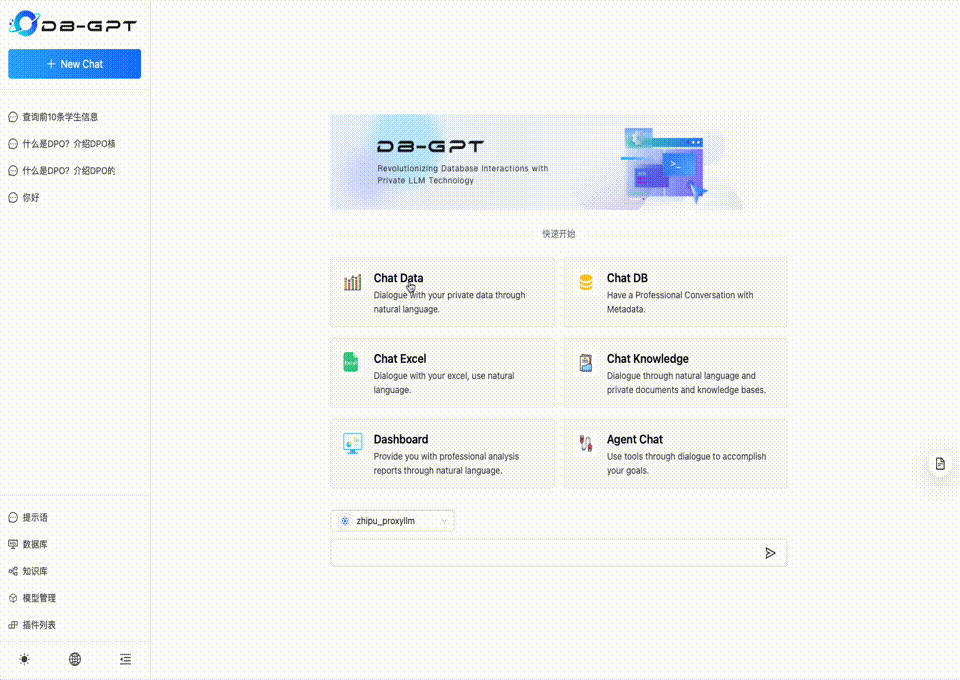 DB-GPT
+ New Chat
查询前10条学生信息
什么是DPO？介绍DPO核
什么是DPO？介绍DPO的
你好
DB-GPT
Revolutionizing Database Interactions with
Private LLM Technology
快速开始
Chat Data
Dialogue with your private data through
natural language.
Chat DB
Have a Professional Conversation with
Metadata.
Chat Excel
Dialogue with your excel, use natural
language.
Chat Knowledge
Dialogue through natural language and
private documents and knowledge bases.
Dashboard
Provide you with professional analysis
reports through natural language.
Agent Chat
Use tools through dialogue to accomplish
your goals.
zhipu_proxyllm
提示语
数据库
知识库
模型管理
插件列表